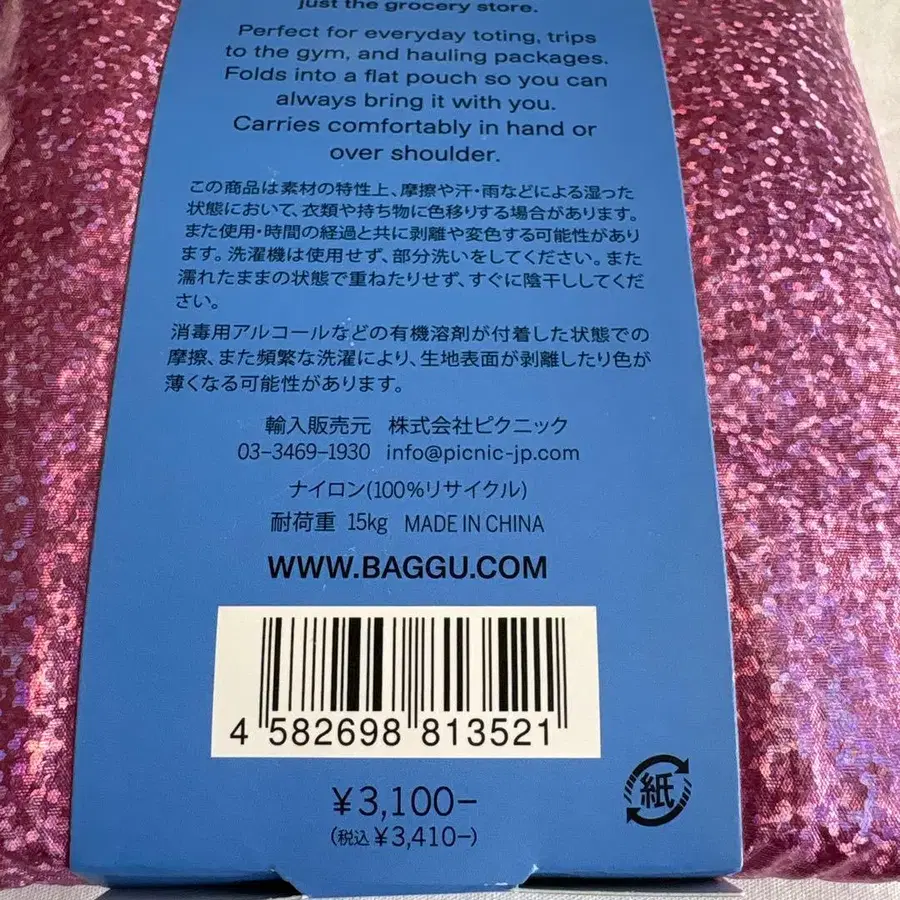 just the grocery store.
Perfect for everyday toting, trips
to the gym, and hauling packages.
Folds into a flat pouch so you can
always bring it with you.
Carries comfortably in hand or
over shoulder.
この商品は素材の特性上、摩擦や汗・雨などによる湿った
状態において、衣類や持ち物に色移りする場合があります。
また使用・時間の経過と共に剥離や変色する可能性があり
ます。洗濯機は使用せず、部分洗いをしてください。また
濡れたままの状態で重ねたりせず、すぐに陰干ししてくだ
さい。
消毒用アルコールなどの有機溶剤が付着した状態での
摩擦、また頻繁な洗濯により、生地表面が剥離したり色が
薄くなる可能性があります。
輸入販売元 株式会社ピクニック
03-3469-1930 info@picnic-jp.com
ナイロン(100%リサイクル)
耐荷重 15kg MADE IN CHINA
WWW.BAGGU.COM
4 582698 813521
¥3,100-
(税込 ¥3,410-)
紙